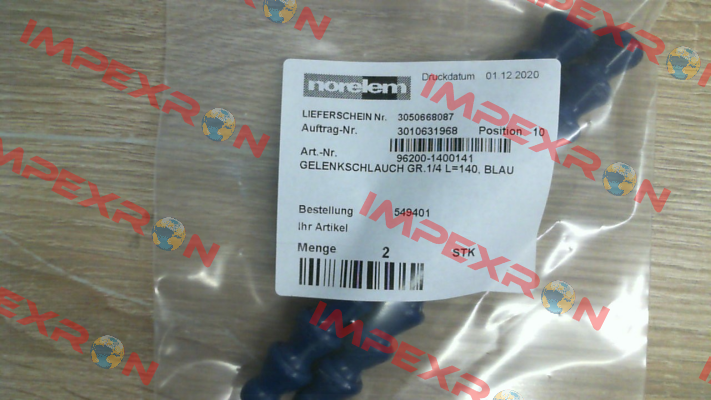 norelem Druckdatum 01.12.2020
LIEFERSCHEIN Nr. 3050668087
Auftrag-Nr. 3010631968 Position 10
Art.-Nr. 96200-1400141
GELENKSCHLAUCH GR.1/4 L=140, BLAU
Bestellung 549401
Ihr Artikel
Menge 2 STK
IMPEXRON
IMPEXRON
IMPEXRON
IMPEXRON
IMPEXRON
IMPEXRON
IMPEXRON
IMPEXRON